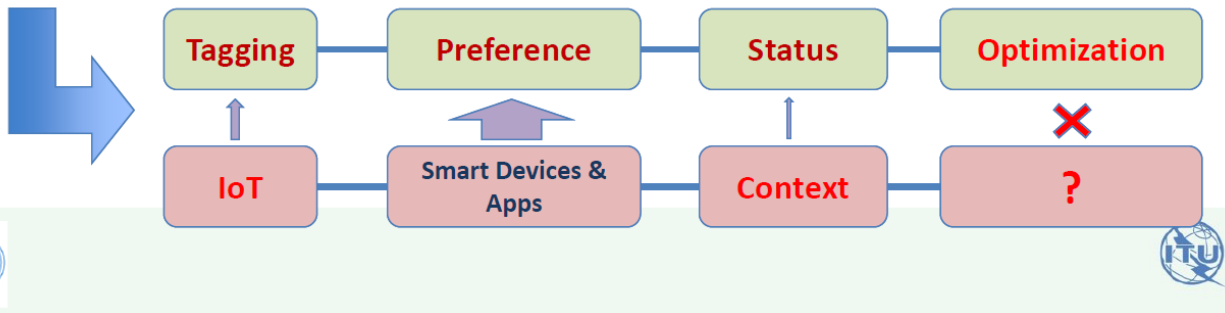 Tagging
Preference
Status
Optimization
IoT
Smart Devices &
Apps
Context
?
ITU